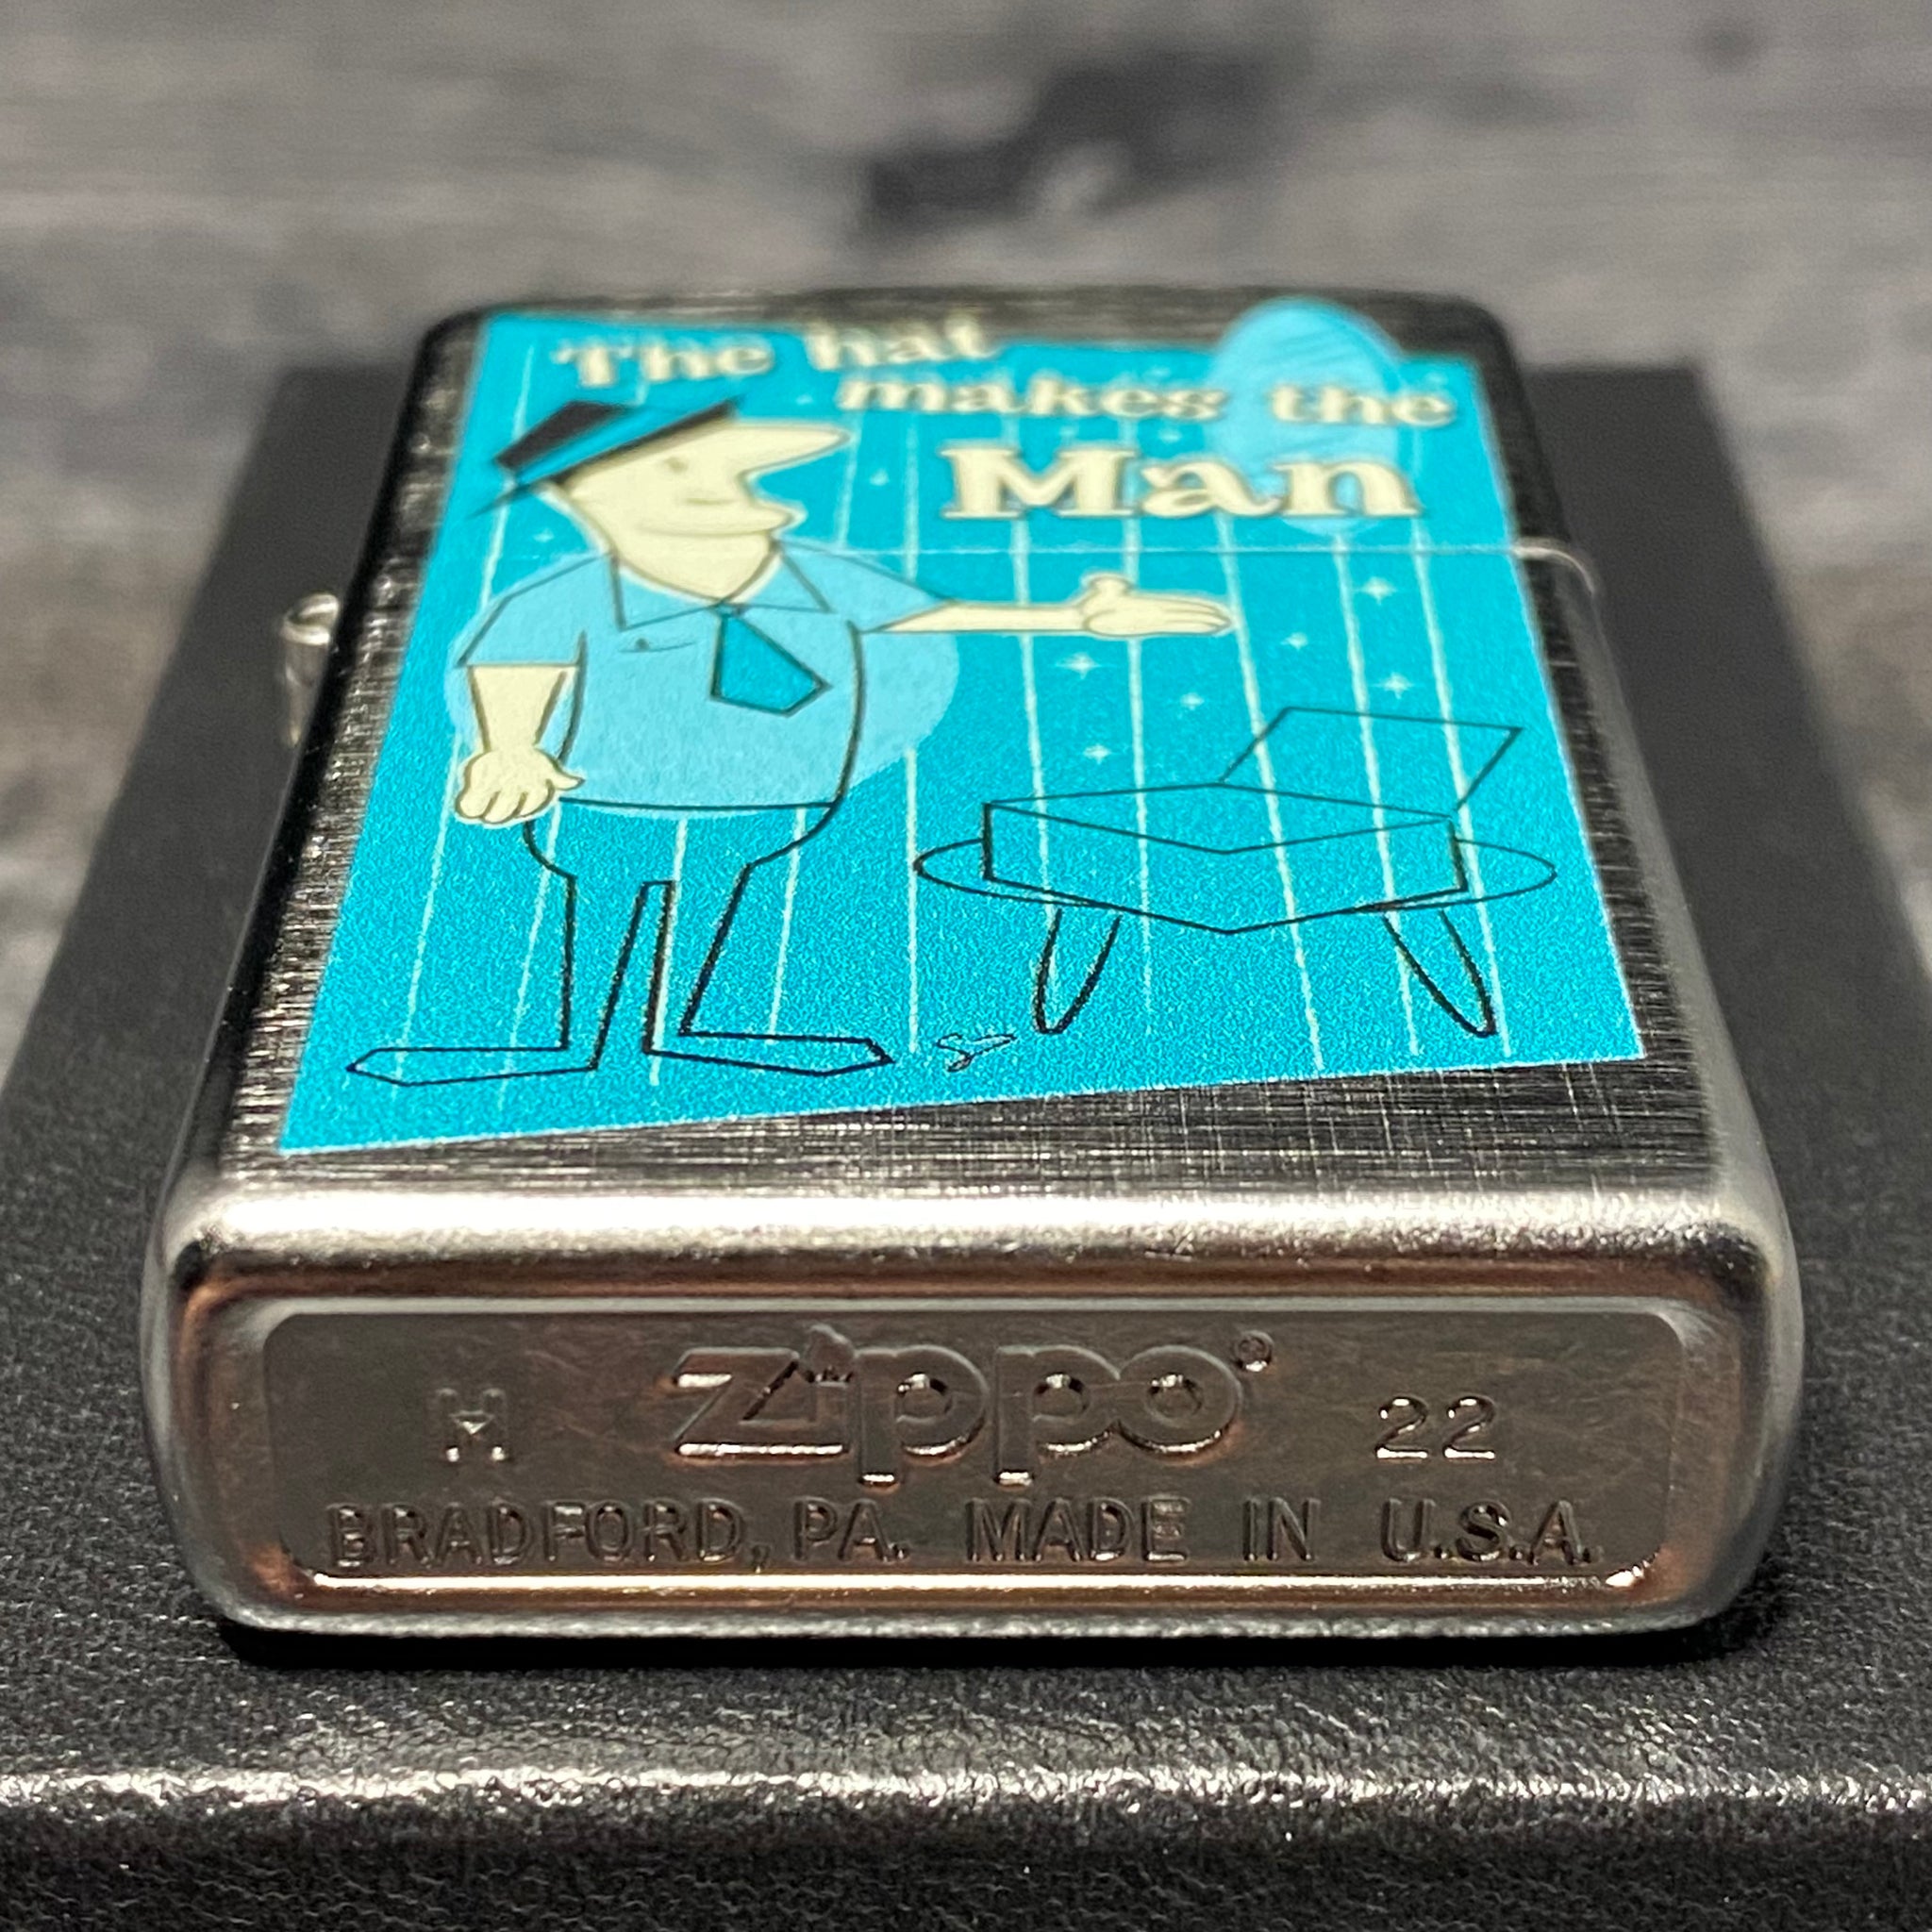 The hat
makes the
Man
H zippo® 22
BRADFORD, PA. MADE IN U.S.A.